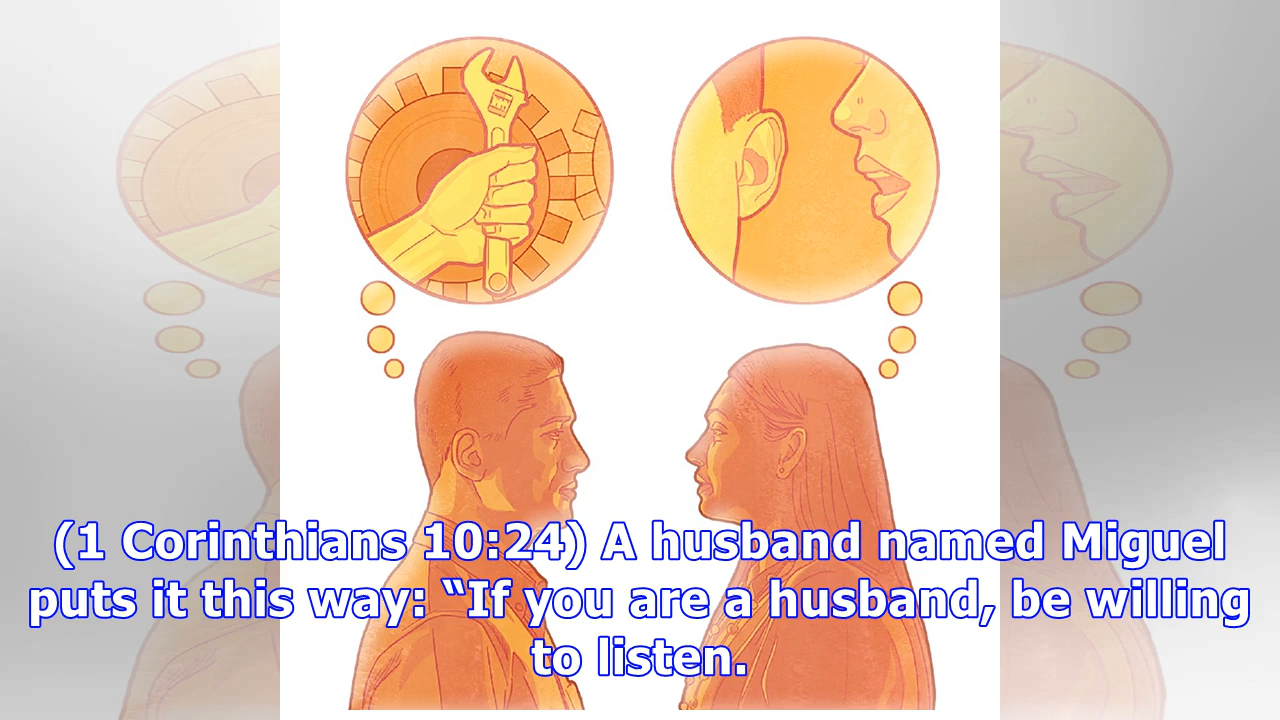 (1 Corinthians 10:24) A husband named Miguel
puts it this way: “If you are a husband, be willing
to listen.